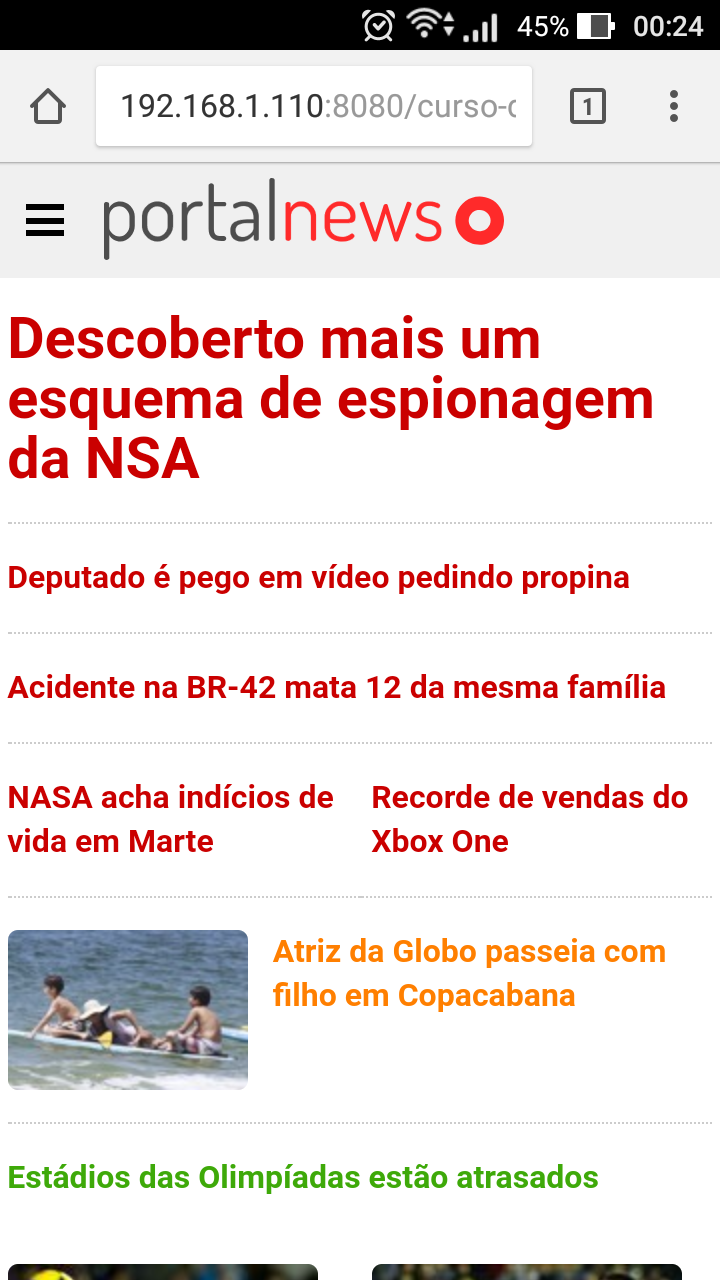 45% 00:24
192.168.1.110:8080/curso-c
1
portalnews
Descoberto mais um
esquema de espionagem
da NSA
Deputado é pego em vídeo pedindo propina
Acidente na BR-42 mata 12 da mesma família
NASA acha indícios de
vida em Marte
Recorde de vendas do
Xbox One
Atriz da Globo passeia com
filho em Copacabana
Estádios das Olimpíadas estão atrasados